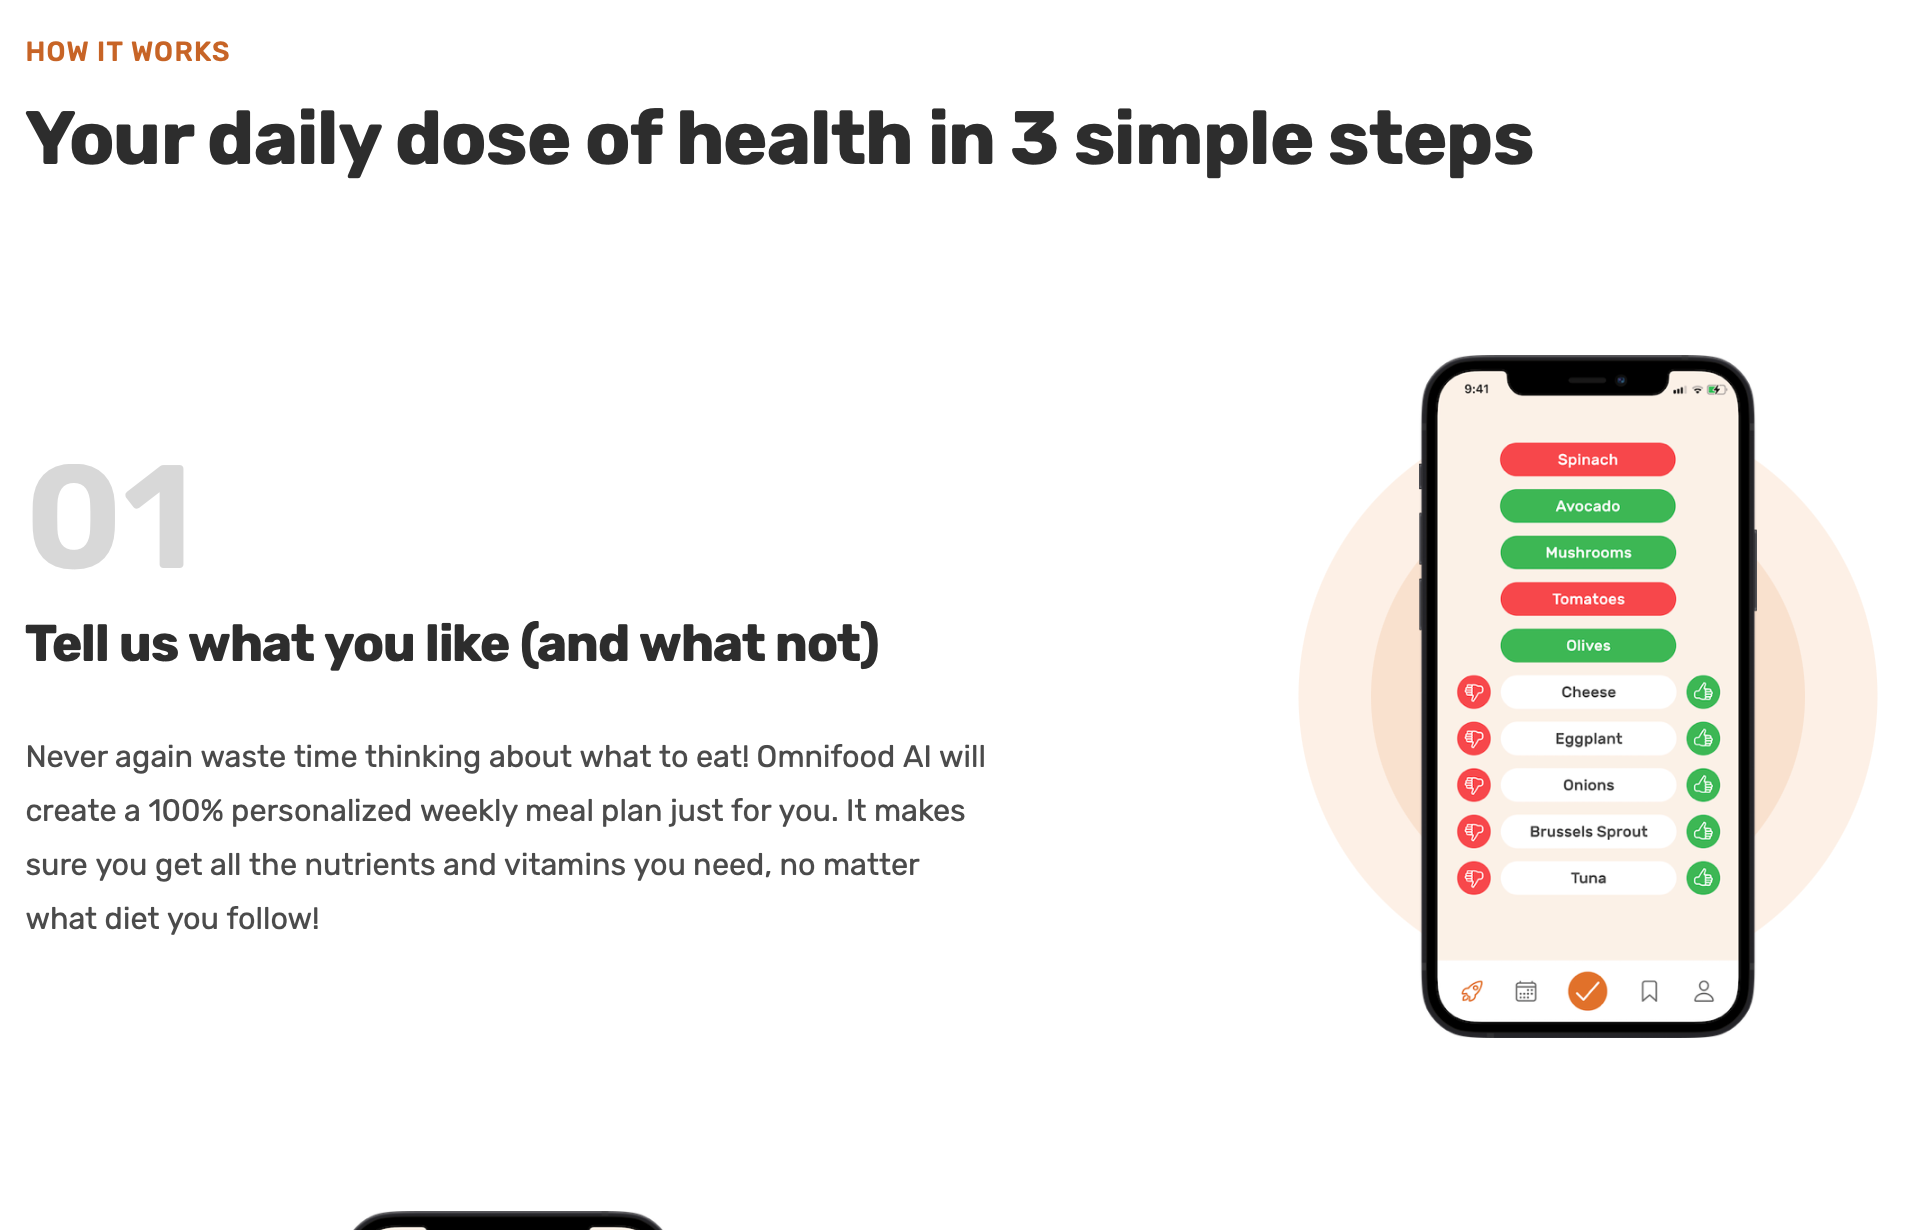 HOW IT WORKS
Your daily dose of health in 3 simple steps
01
Tell us what you like (and what not)
Never again waste time thinking about what to eat! Omnifood AI will
create a 100% personalized weekly meal plan just for you. It makes
sure you get all the nutrients and vitamins you need, no matter
what diet you follow!
9:41
Spinach
Avocado
Mushrooms
Tomatoes
Olives
Cheese
Eggplant
Onions
Brussels Sprout
Tuna